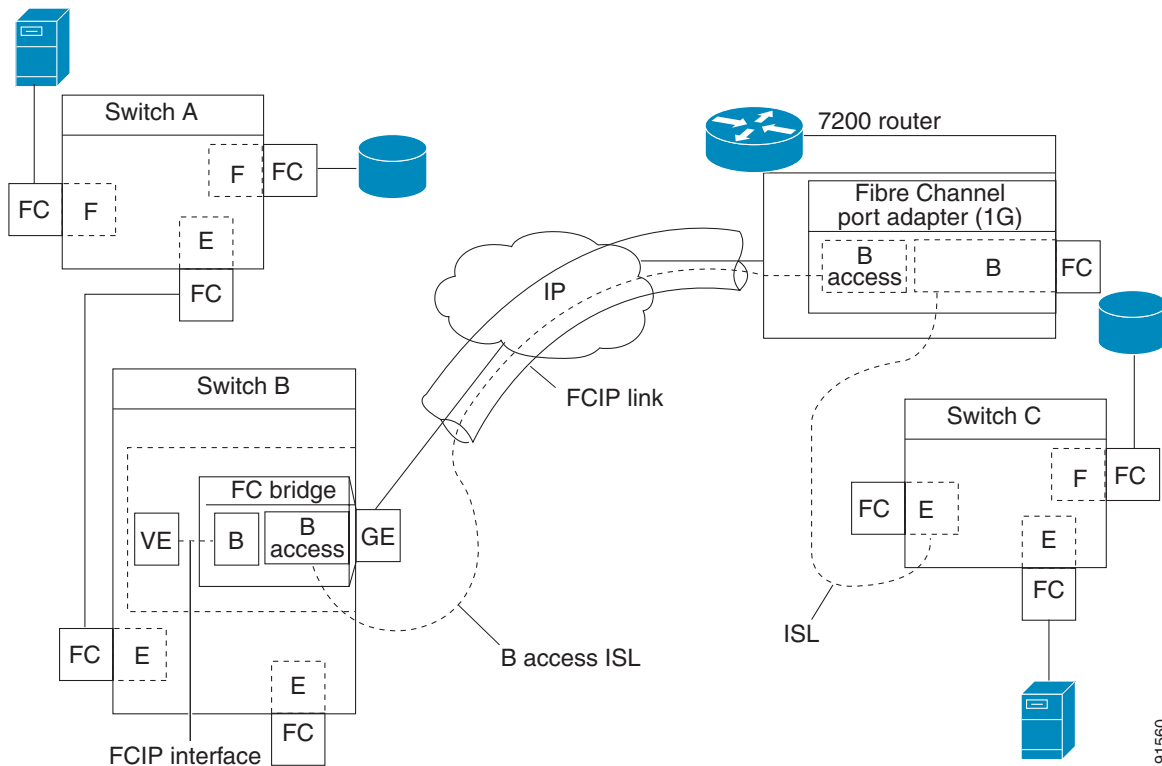 Switch A
F
FC
FC
F
E
FC
7200 router
Fibre Channel
port adapter (1G)
B
access
B
FC
IP
FCIP link
Switch B
FC bridge
VE
B
B
access
GE
FC
E
E
FC
FCIP interface
B access ISL
Switch C
F
FC
FC
E
E
FC
ISL
91560